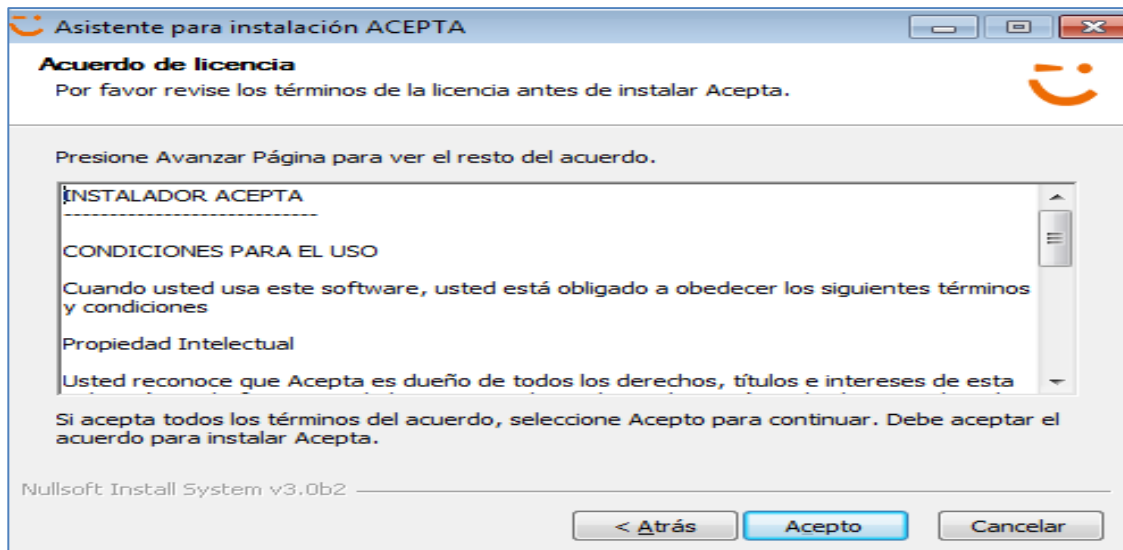 Asistente para instalación ACEPTA
Acuerdo de licencia
Por favor revise los términos de la licencia antes de instalar Acepta.
Presione Avanzar Página para ver el resto del acuerdo.
INSTALADOR ACEPTA
----------------------------
CONDICIONES PARA EL USO
Cuando usted usa este software, usted está obligado a obedecer los siguientes términos
y condiciones
Propiedad Intelectual
Usted reconoce que Acepta es dueño de todos los derechos, títulos e intereses de esta
Si acepta todos los términos del acuerdo, seleccione Acepto para continuar. Debe aceptar el
acuerdo para instalar Acepta.
Nullsoft Install System v3.0b2
< Atrás
Acepto
Cancelar